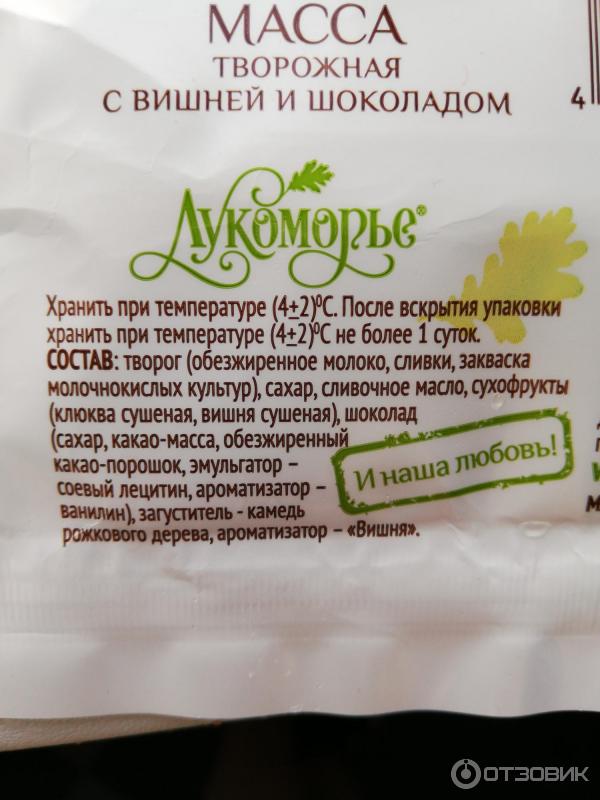 МАССА
ТВОРОЖНАЯ
С ВИШНЕЙ И ШОКОЛАДОМ
4
Лукоморье®
Хранить при температуре (4±2)⁰С. После вскрытия упаковки
хранить при температуре (4±2)⁰С не более 1 суток.
СОСТАВ: творог (обезжиренное молоко, сливки, закваска
молочнокислых культур), сахар, сливочное масло, сухофрукты
(клюква сушеная, вишня сушеная), шоколад
(сахар, какао-масса, обезжиренный
какао-порошок, эмульгатор –
соевый лецитин, ароматизатор –
ванилин), загуститель - камедь
рожкового дерева, ароматизатор – «Вишня».
И наша любовь!
ОТЗОВИК